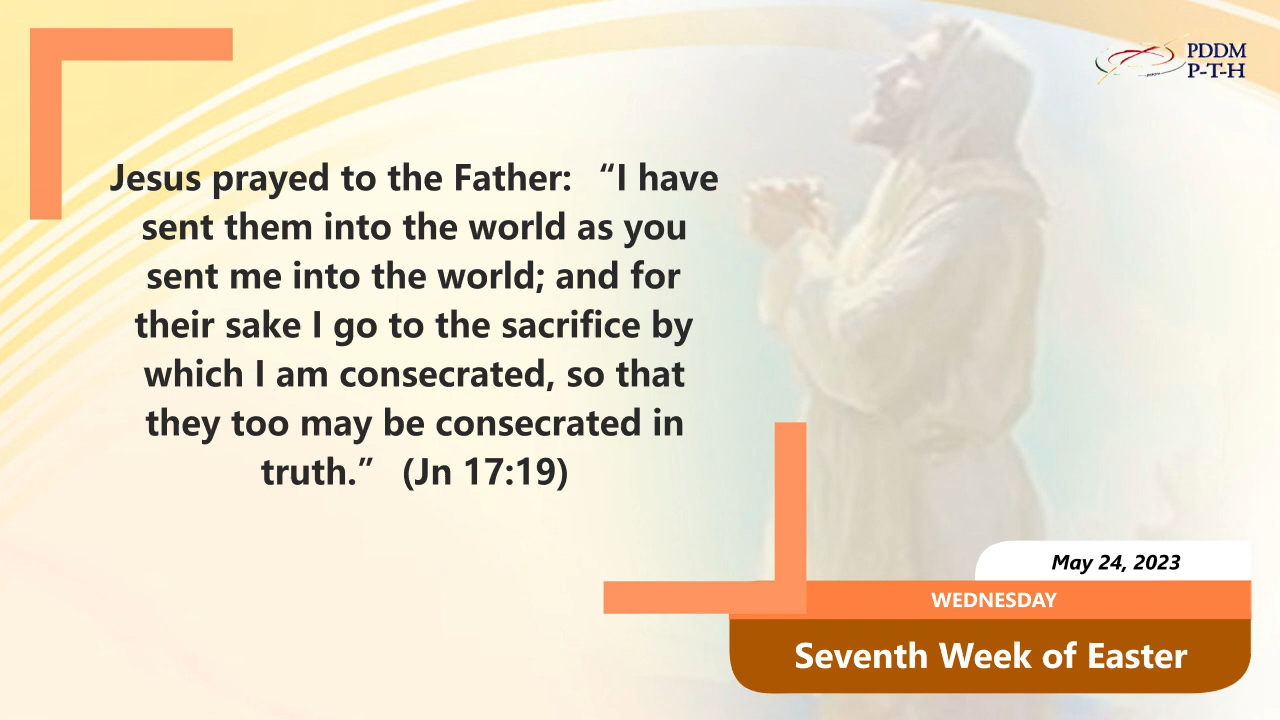 PDDM
P-T-H
Jesus prayed to the Father: “I have
sent them into the world as you
sent me into the world; and for
their sake I go to the sacrifice by
which I am consecrated, so that
they too may be consecrated in
truth.” (Jn 17:19)
May 24, 2023
WEDNESDAY
Seventh Week of Easter